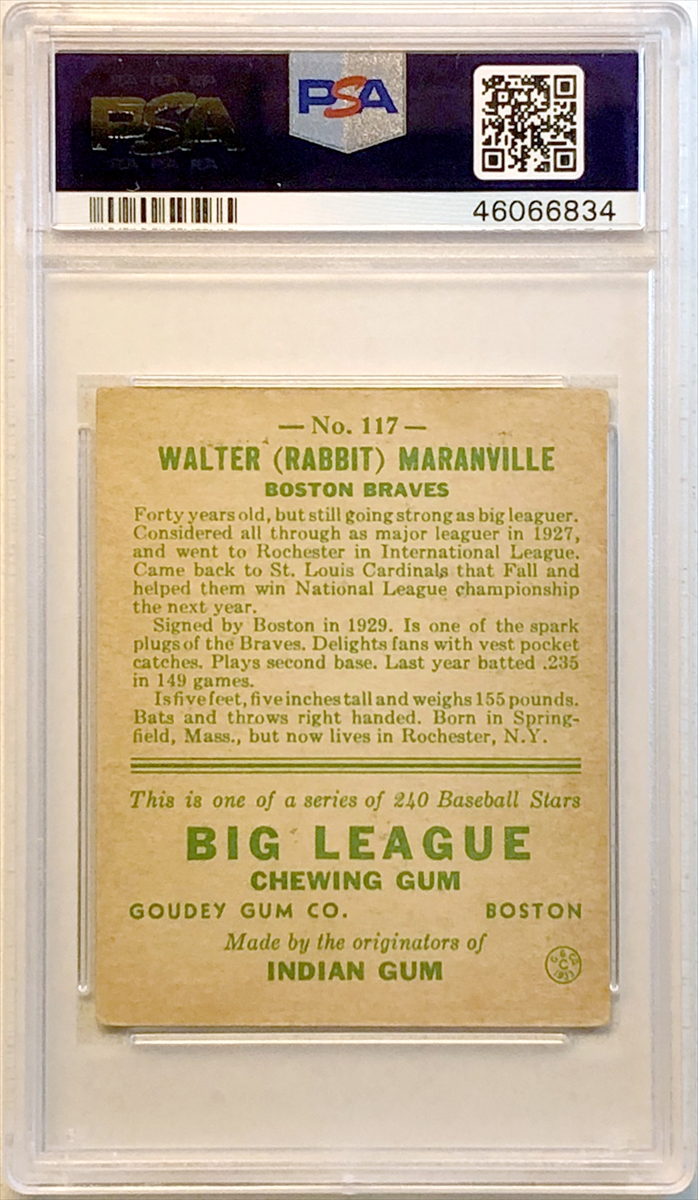 PSA
PSA
46066834
— No. 117 —
WALTER (RABBIT) MARANVILLE
BOSTON BRAVES
Forty years old, but still going strong as big leaguer.
Considered all through as major leaguer in 1927,
and went to Rochester in International League.
Came back to St. Louis Cardinals that Fall and
helped them win National League championship
the next year.
Signed by Boston in 1929. Is one of the spark
plugs of the Braves. Delights fans with vest pocket
catches. Plays second base. Last year batted .235
in 149 games.
Is five feet, five inches tall and weighs 155 pounds.
Bats and throws right handed. Born in Spring-
field, Mass., but now lives in Rochester, N.Y.
This is one of a series of 240 Baseball Stars
BIG LEAGUE
CHEWING GUM
GOUDEY GUM CO. BOSTON
Made by the originators of
INDIAN GUM